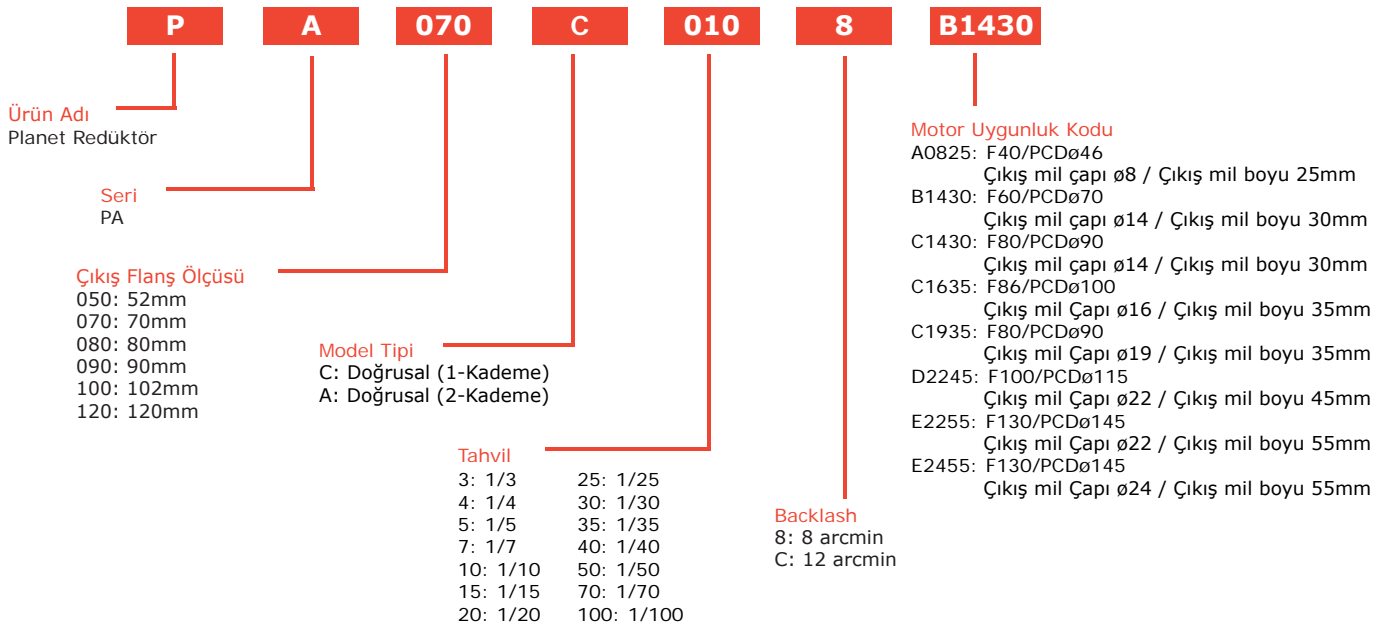 P A 070 C 010 8 B1430
Ürün Adı
Planet Redüktör
Seri
PA
Çıkış Flanş Ölçüsü
050: 52mm
070: 70mm
080: 80mm
090: 90mm
100: 102mm
120: 120mm
Model Tipi
C: Doğrusal (1-Kademe)
A: Doğrusal (2-Kademe)
Tahvil
3: 1/3 25: 1/25
4: 1/4 30: 1/30
5: 1/5 35: 1/35
7: 1/7 40: 1/40
10: 1/10 50: 1/50
15: 1/15 70: 1/70
20: 1/20 100: 1/100
Backlash
8: 8 arcmin
C: 12 arcmin
Motor Uygunluk Kodu
A0825: F40/PCDø46
Çıkış mil çapı ø8 / Çıkış mil boyu 25mm
B1430: F60/PCDø70
Çıkış mil çapı ø14 / Çıkış mil boyu 30mm
C1430: F80/PCDø90
Çıkış mil çapı ø14 / Çıkış mil boyu 30mm
C1635: F86/PCDø100
Çıkış mil Çapı ø16 / Çıkış mil boyu 35mm
C1935: F80/PCDø90
Çıkış mil Çapı ø19 / Çıkış mil boyu 35mm
D2245: F100/PCDø115
Çıkış mil Çapı ø22 / Çıkış mil boyu 45mm
E2255: F130/PCDø145
Çıkış mil Çapı ø22 / Çıkış mil boyu 55mm
E2455: F130/PCDø145
Çıkış mil Çapı ø24 / Çıkış mil boyu 55mm